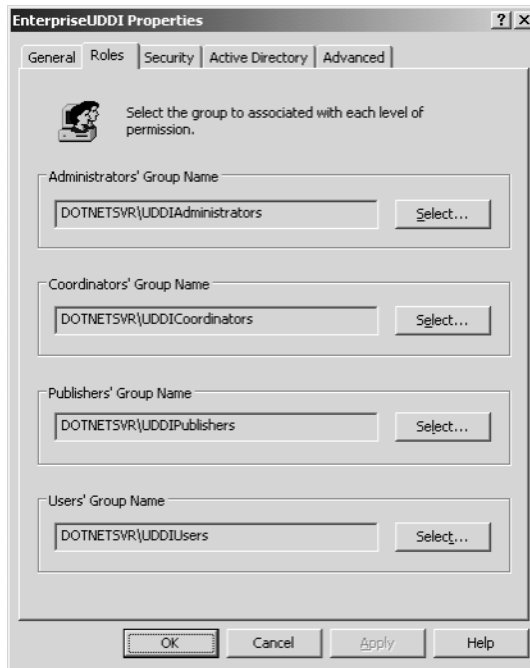 EnterpriseUDDI Properties
General Roles Security Active Directory Advanced
Select the group to associated with each level of
permission.
Administrators' Group Name
DOTNETSVR\UDDIAdministrators Select...
Coordinators' Group Name
DOTNETSVR\UDDICoordinators Select...
Publishers' Group Name
DOTNETSVR\UDDIPublishers Select...
Users' Group Name
DOTNETSVR\UDDIUsers Select...
OK Cancel Apply Help